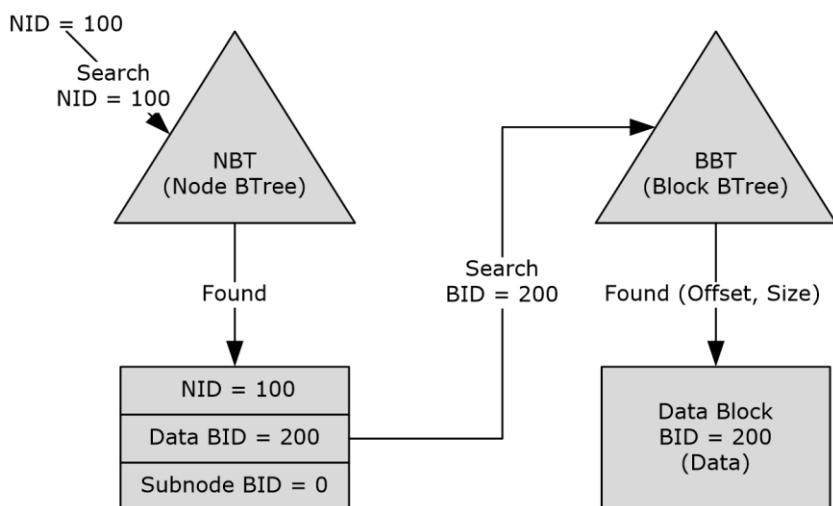 NID = 100
Search
NID = 100
NBT
(Node BTree)
Found
NID = 100
Data BID = 200
Subnode BID = 0
Search
BID = 200
BBT
(Block BTree)
Found (Offset, Size)
Data Block
BID = 200
(Data)